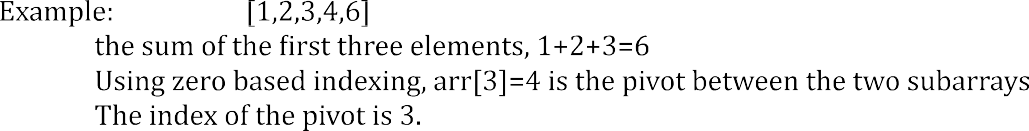 Example: [1,2,3,4,6]
the sum of the first three elements, 1+2+3=6
Using zero based indexing, arr[3]=4 is the pivot between the two subarrays
The index of the pivot is 3.